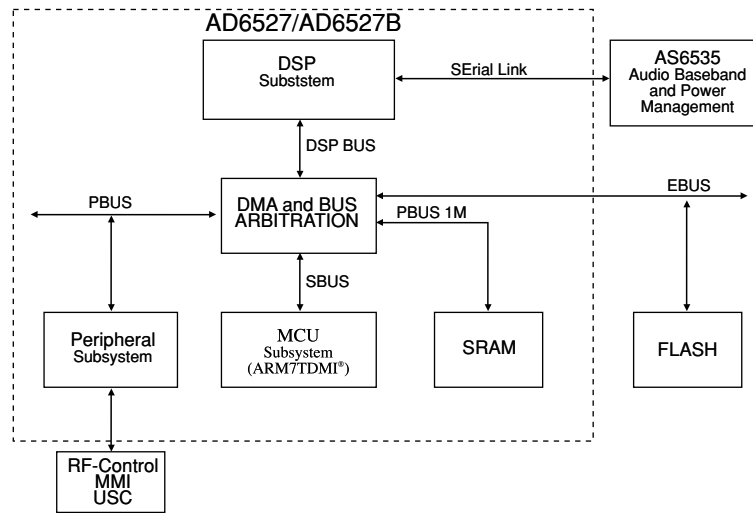 AD6527/AD6527B
DSP
Subststem
SErial Link
AS6535
Audio Baseband
and Power
Management
DSP BUS
EBUS
DMA and BUS
ARBITRATION
PBUS
PBUS 1M
SBUS
Peripheral
Subsystem
MCU
Subsystem
(ARM7TDMI®)
SRAM
FLASH
RF-Control
MMI
USC